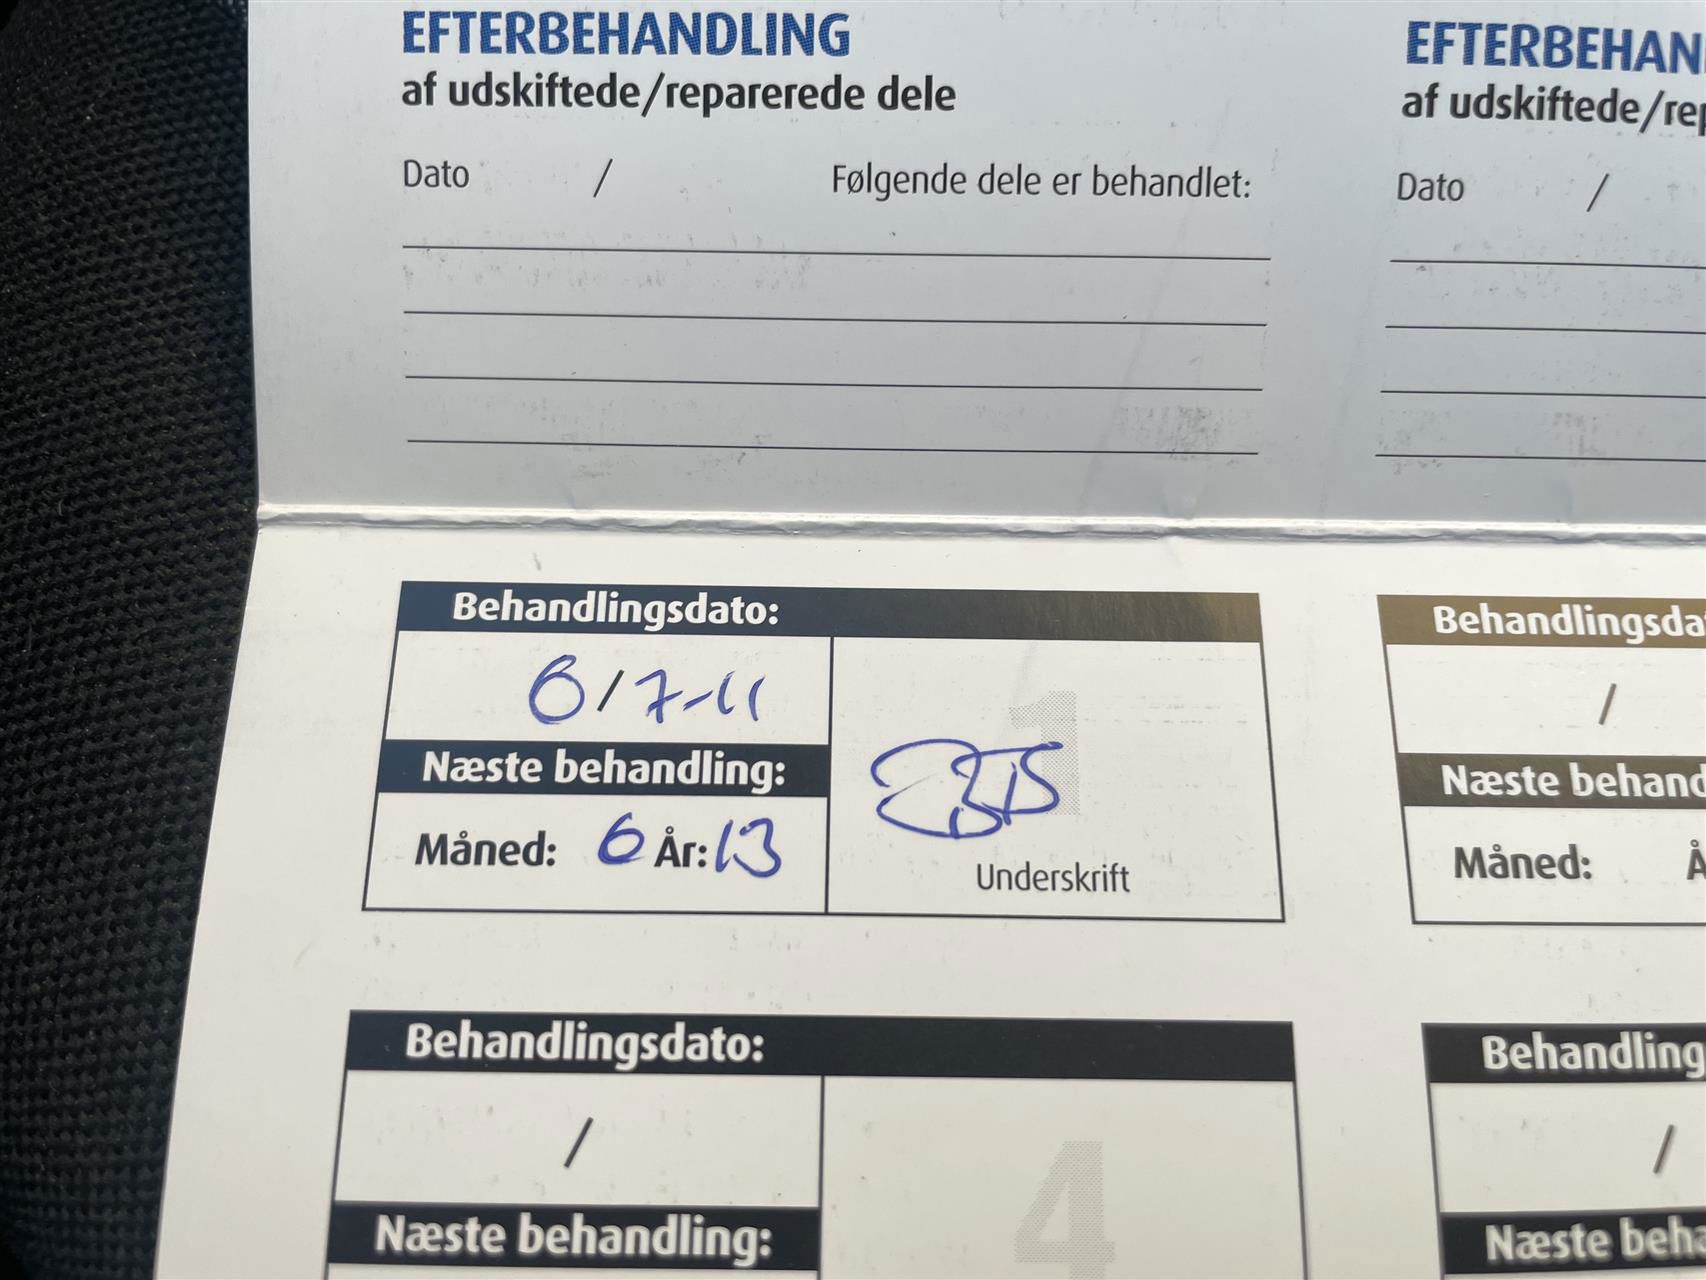 EFTERBEHANDLING
af udskiftede/reparerede dele
Dato / Følgende dele er behandlet:
EFTERBEHAN
af udskiftede/rep
Dato /
Behandlingsdato:
6/7-11
1
Næste behandling:
Måned: 6 År: 13
Underskrift
Behandlingsda
/
Næste behand
Måned: Å
Behandlingsdato:
/
4
Næste behandling:
Behandling
/
Næste beha